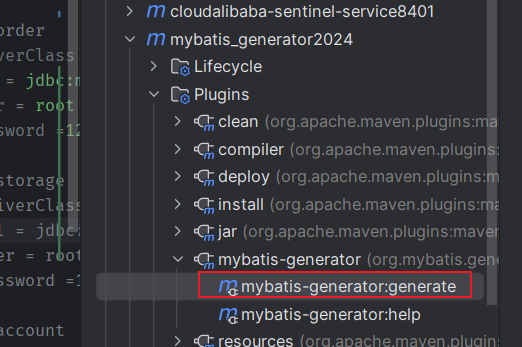 order
cloudalibaba-sentinel-service8401
verClass
mybatis_generator2024
= jdbc:m
Lifecycle
r = root
Plugins
sword =12
clean (org.apache.maven.plugins:ma
compiler (org.apache.maven.plugins
storage
deploy (org.apache.maven.plugins:m
riverClass
install (org.apache.maven.plugins:m
l = jdbc:
jar (org.apache.maven.plugins:maven
er = root
mybatis-generator (org.mybatis.gene
ssword =1
mybatis-generator:generate
mybatis-generator:help
account
resources (org.apache.maven.plugins